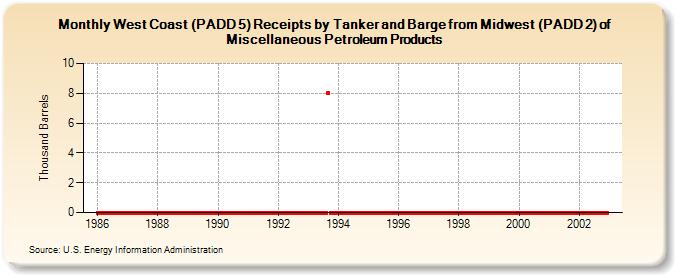 Monthly West Coast (PADD 5) Receipts by Tanker and Barge from Midwest (PADD 2) of
Miscellaneous Petroleum Products
Thousand Barrels
10
8
6
4
2
0
1986 1988 1990 1992 1994 1996 1998 2000 2002
Source: U.S. Energy Information Administration